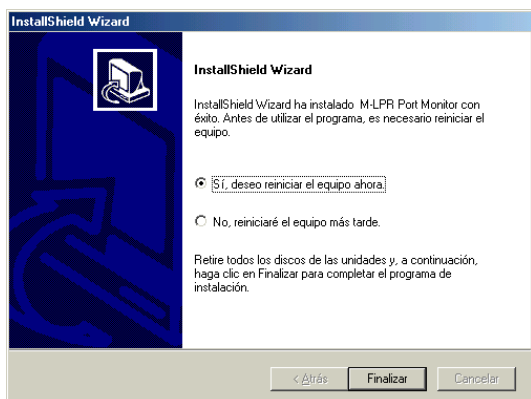 InstallShield Wizard
InstallShield Wizard
InstallShield Wizard ha instalado M-LPR Port Monitor con
éxito. Antes de utilizar el programa, es necesario reiniciar el
equipo.
Sí, deseo reiniciar el equipo ahora.
No, reiniciaré el equipo más tarde.
Retire todos los discos de las unidades y, a continuación,
haga clic en Finalizar para completar el programa de
instalación.
< Atrás
Finalizar
Cancelar